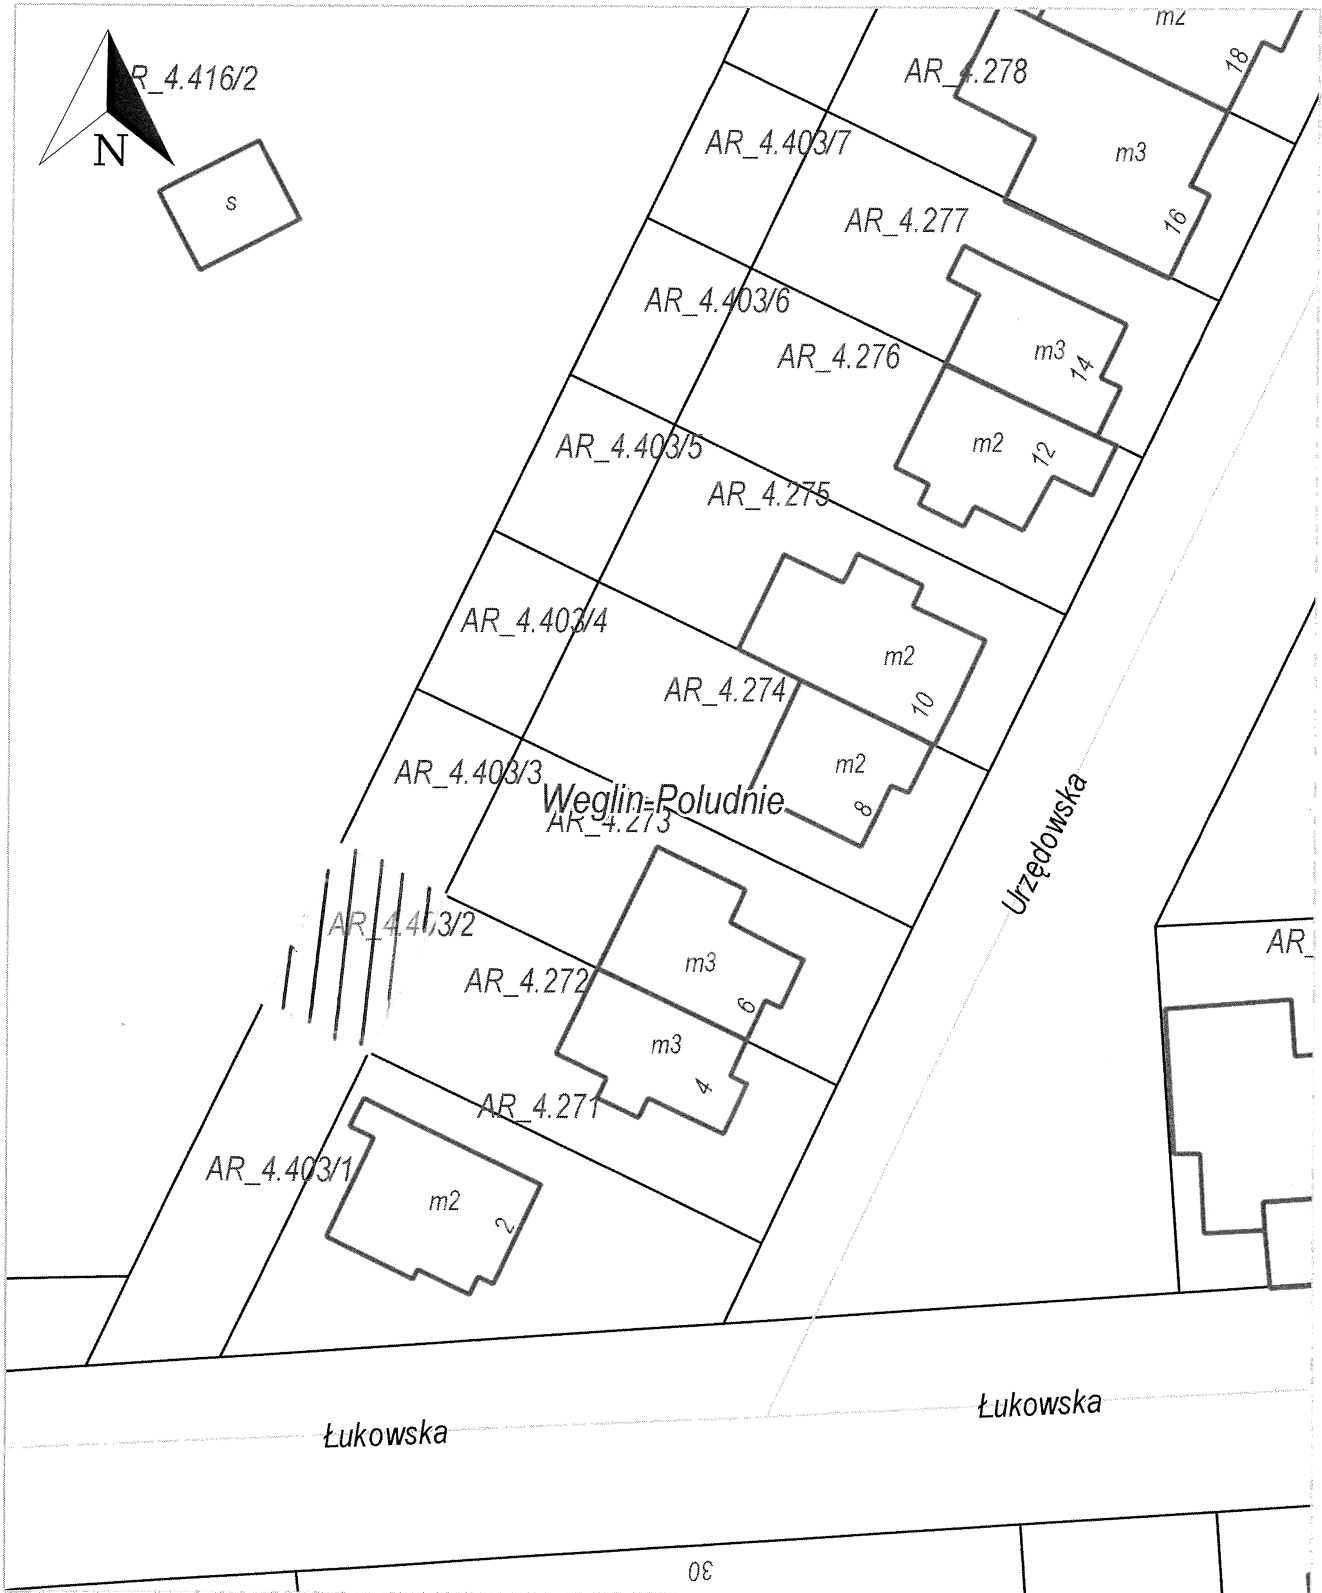 m2
18
AR_4.278
R_4.416/2
N
AR_4.403/7
m3
s
AR_4.277
16
AR_4.403/6
m3
AR_4.276
14
AR_4.403/5
m2
12
AR_4.275
AR_4.403/4
m2
AR_4.274
10
AR_4.403/3
m2
Węglin-Południe
8
AR_4.273
Urzędowska
AR_4.403/2
AR_
m3
AR_4.272
6
m3
4
AR_4.271
AR_4.403/1
m2
2
Łukowska
Łukowska
30